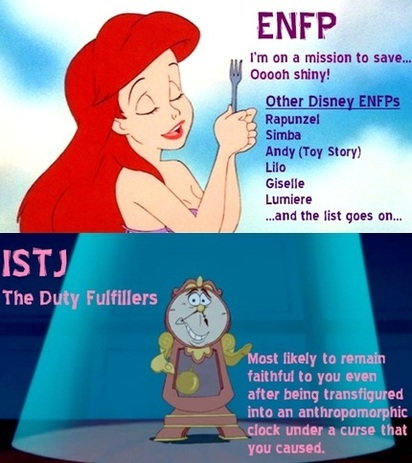 ENFP
I'm on a mission to save...
Ooooh shiny!
Other Disney ENFPs
Rapunzel
Simba
Andy (Toy Story)
Lilo
Giselle
Lumiere
...and the list goes on...
ISTJ
The Duty Fulfillers
Most likely to remain
faithful to you even
after being transfigured
into an anthropomorphic
clock under a curse that
you caused.